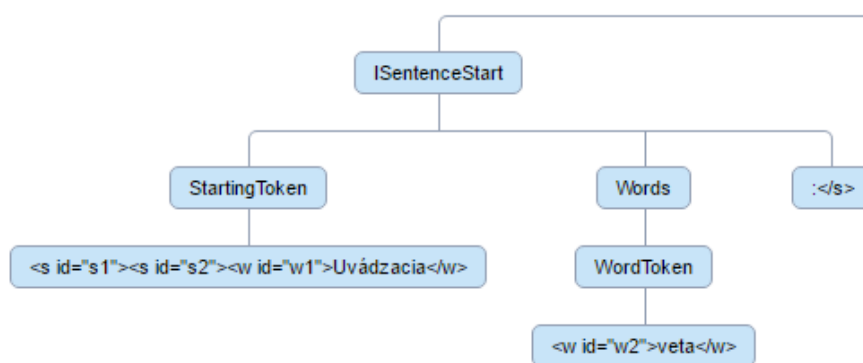 ISentenceStart
StartingToken
Words
:</s>
<s id="s1"><s id="s2"><w id="w1">Uvádzacia</w>
WordToken
<w id="w2">veta</w>